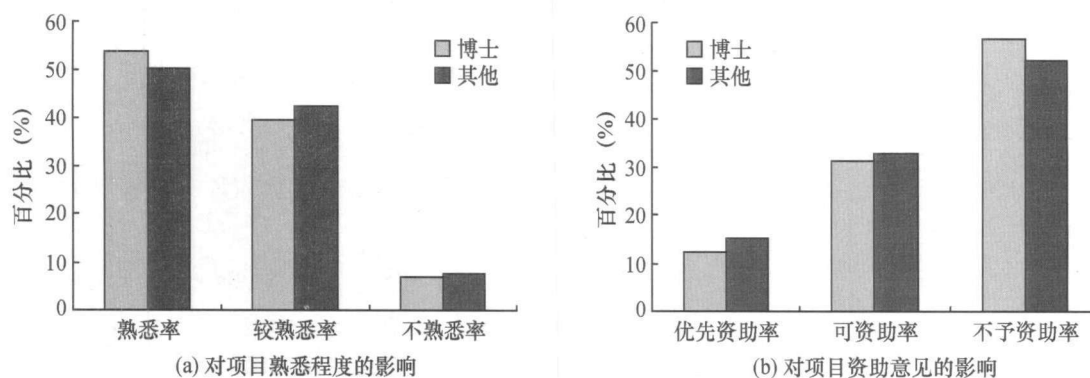 60
50
40
30
20
10
0
百分比 (%)
博士
其他
熟悉率
较熟悉率
不熟悉率
(a) 对项目熟悉程度的影响
60
50
40
30
20
10
0
百分比 (%)
博士
其他
优先资助率
可资助率
不予资助率
(b) 对项目资助意见的影响